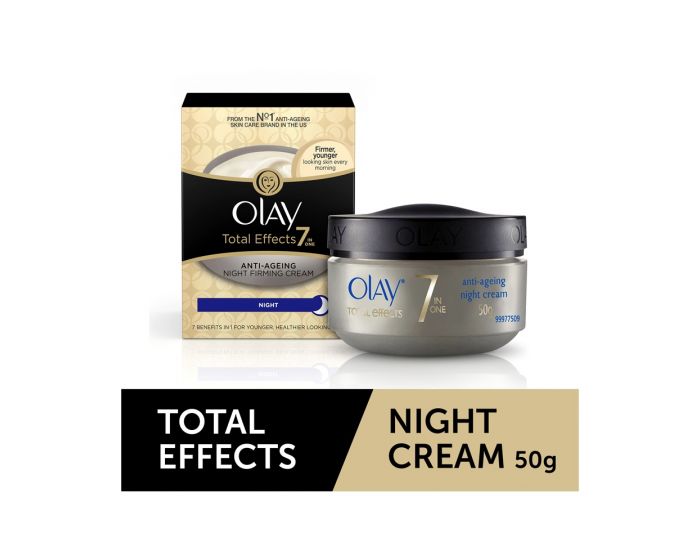 FROM THE Nº1 ANTI-AGEING
SKIN CARE BRAND IN THE US
Firmer,
younger
looking skin every
morning
OLAY
Total Effects 7 IN ONE
ANTI-AGEING
NIGHT FIRMING CREAM
NIGHT
7 BENEFITS IN 1 FOR YOUNGER, HEALTHIER LOOKING
OLAY
OLAY
TOTAL EFFECTS
7 IN ONE
anti-ageing
night cream
50g
99977509
TOTAL
EFFECTS
NIGHT
CREAM 50g